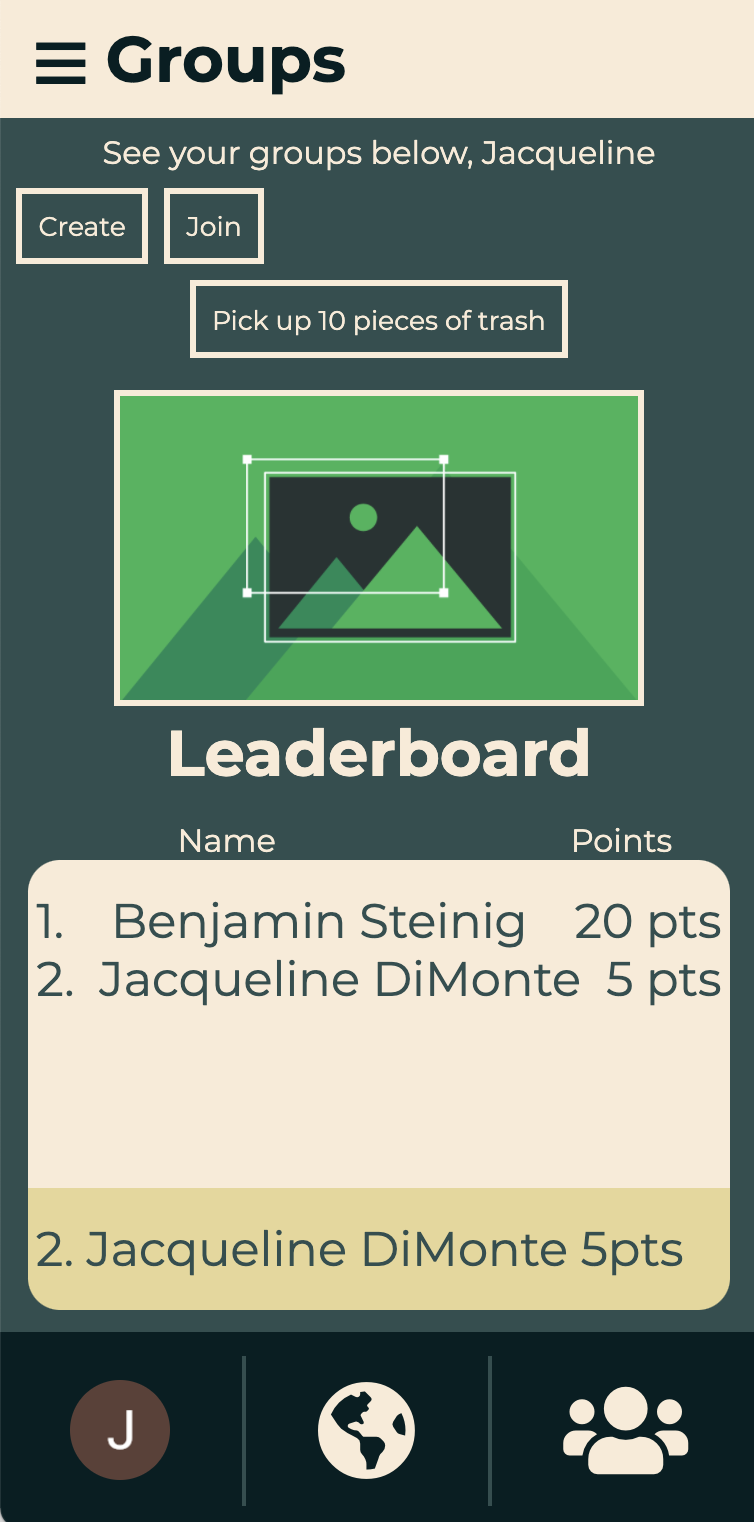 Groups
See your groups below, Jacqueline
Create Join
Pick up 10 pieces of trash
Leaderboard
Name Points
1. Benjamin Steinig 20 pts
2. Jacqueline DiMonte 5 pts
2. Jacqueline DiMonte 5pts
J